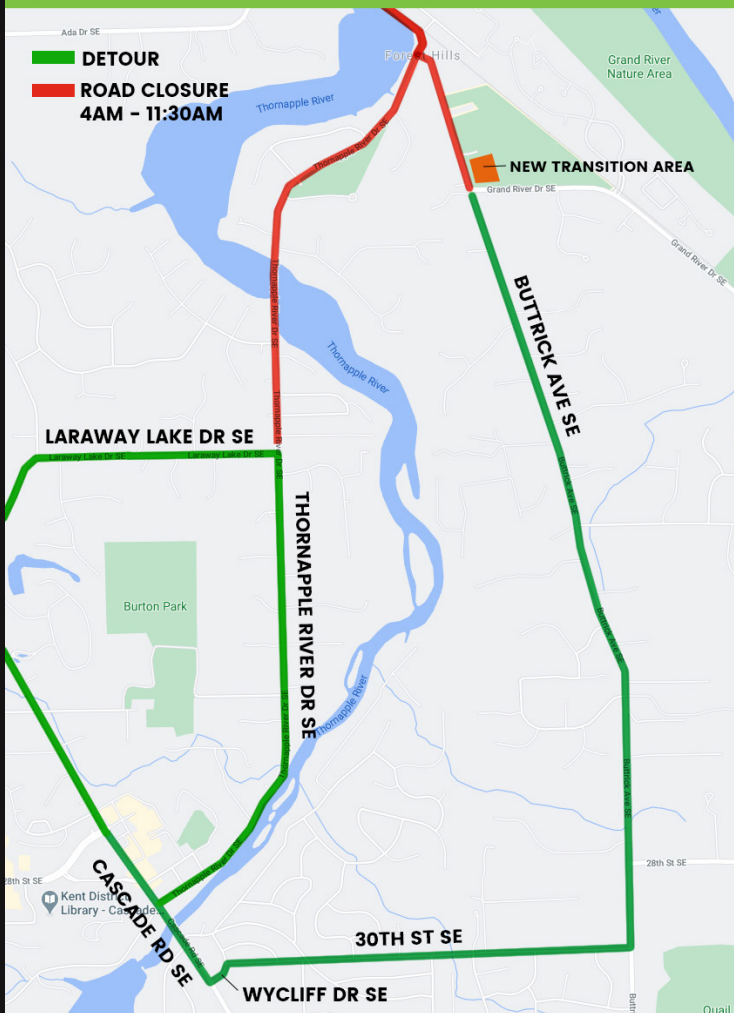 Ada Dr SE
DETOUR
ROAD CLOSURE
4AM - 11:30AM
Forest Hills
Grand River
Nature Area
Thornapple River
Thornapple River Dr SE
NEW TRANSITION AREA
Grand River Dr SE
Grand River Dr SE
Thornapple River Dr SE
BUTTRICK AVE SE
Thornapple River
Thornapple River Dr SE
LARAWAY LAKE DR SE
Laraway Lake Dr SE
Laraway Lake Dr SE
Buttrick Ave SE
THORNAPPLE RIVER DR SE
Burton Park
Buttrick Ave SE
Thornapple River
Thornapple River Dr SE
Buttrick Ave SE
28th St SE
Thornapple River Dr SE
28th St SE
Kent District
Library - Cascade...
CASCADE RD SE
Cascade Rd SE
30TH ST SE
WYCLIFF DR SE
Buttr
Quail